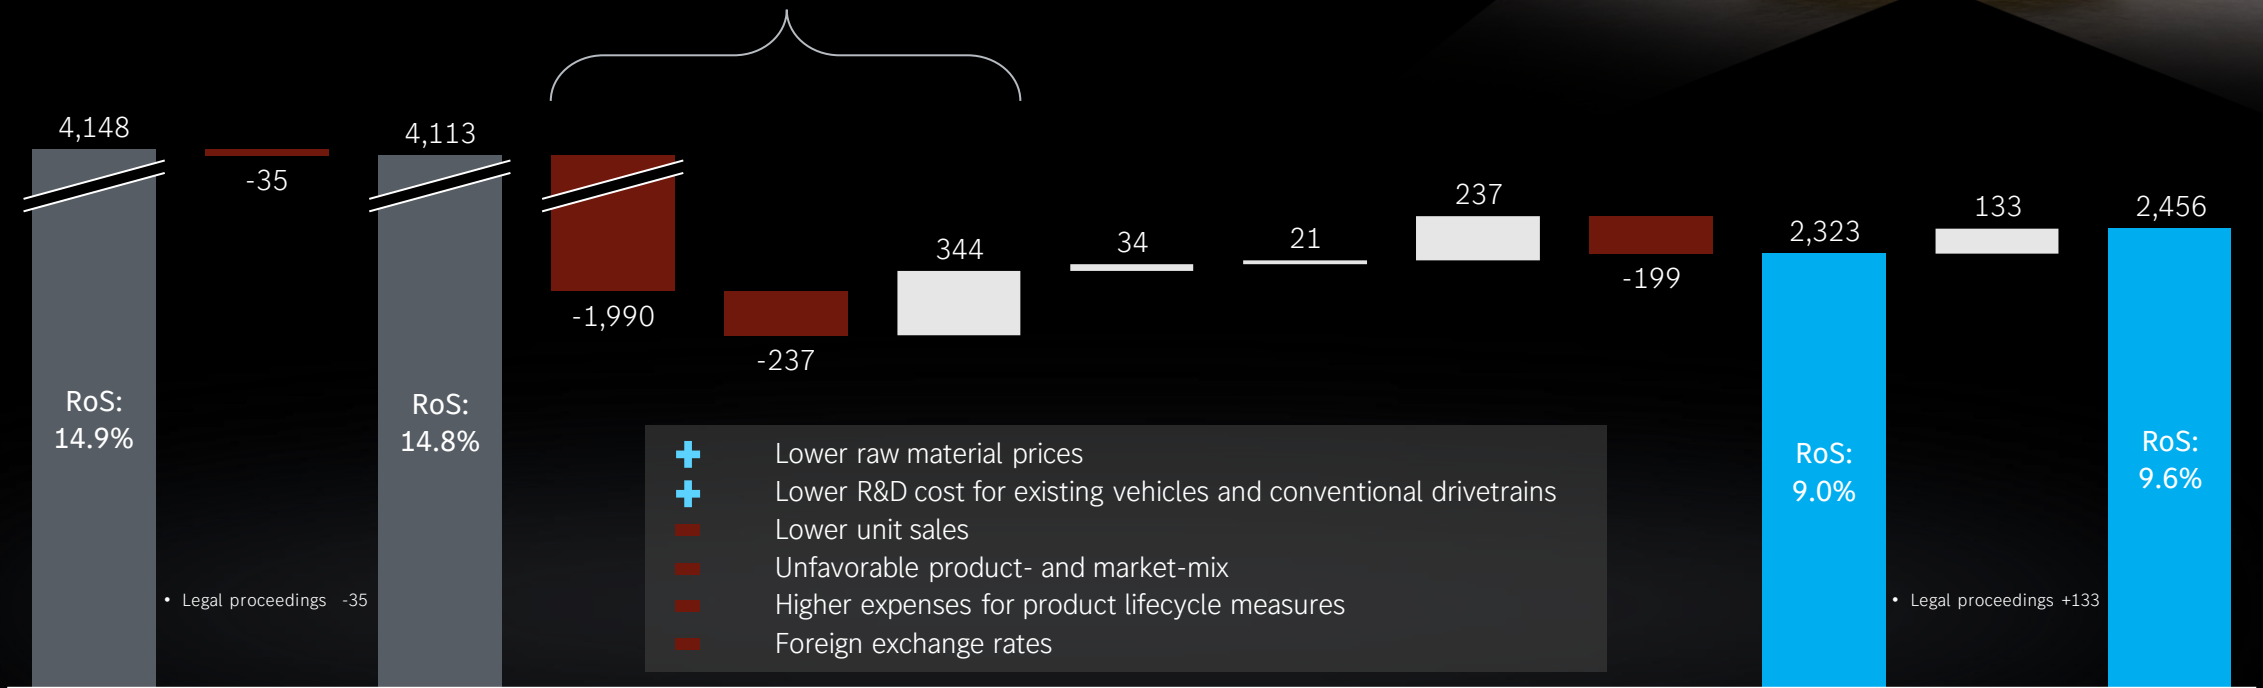 4,148
-35
4,113
-1,990
-237
344
34
21
237
-199
2,323
133
2,456
RoS:
14.9%
RoS:
14.8%
RoS:
9.0%
RoS:
9.6%
Lower raw material prices
Lower R&D cost for existing vehicles and conventional drivetrains
Lower unit sales
Unfavorable product- and market-mix
Higher expenses for product lifecycle measures
Foreign exchange rates
• Legal proceedings -35
• Legal proceedings +133